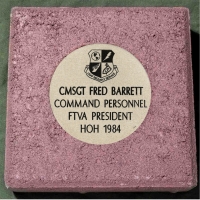 CMSGT FRED BARRETT
COMMAND PERSONNEL
FTVA PRESIDENT
HOH 1984